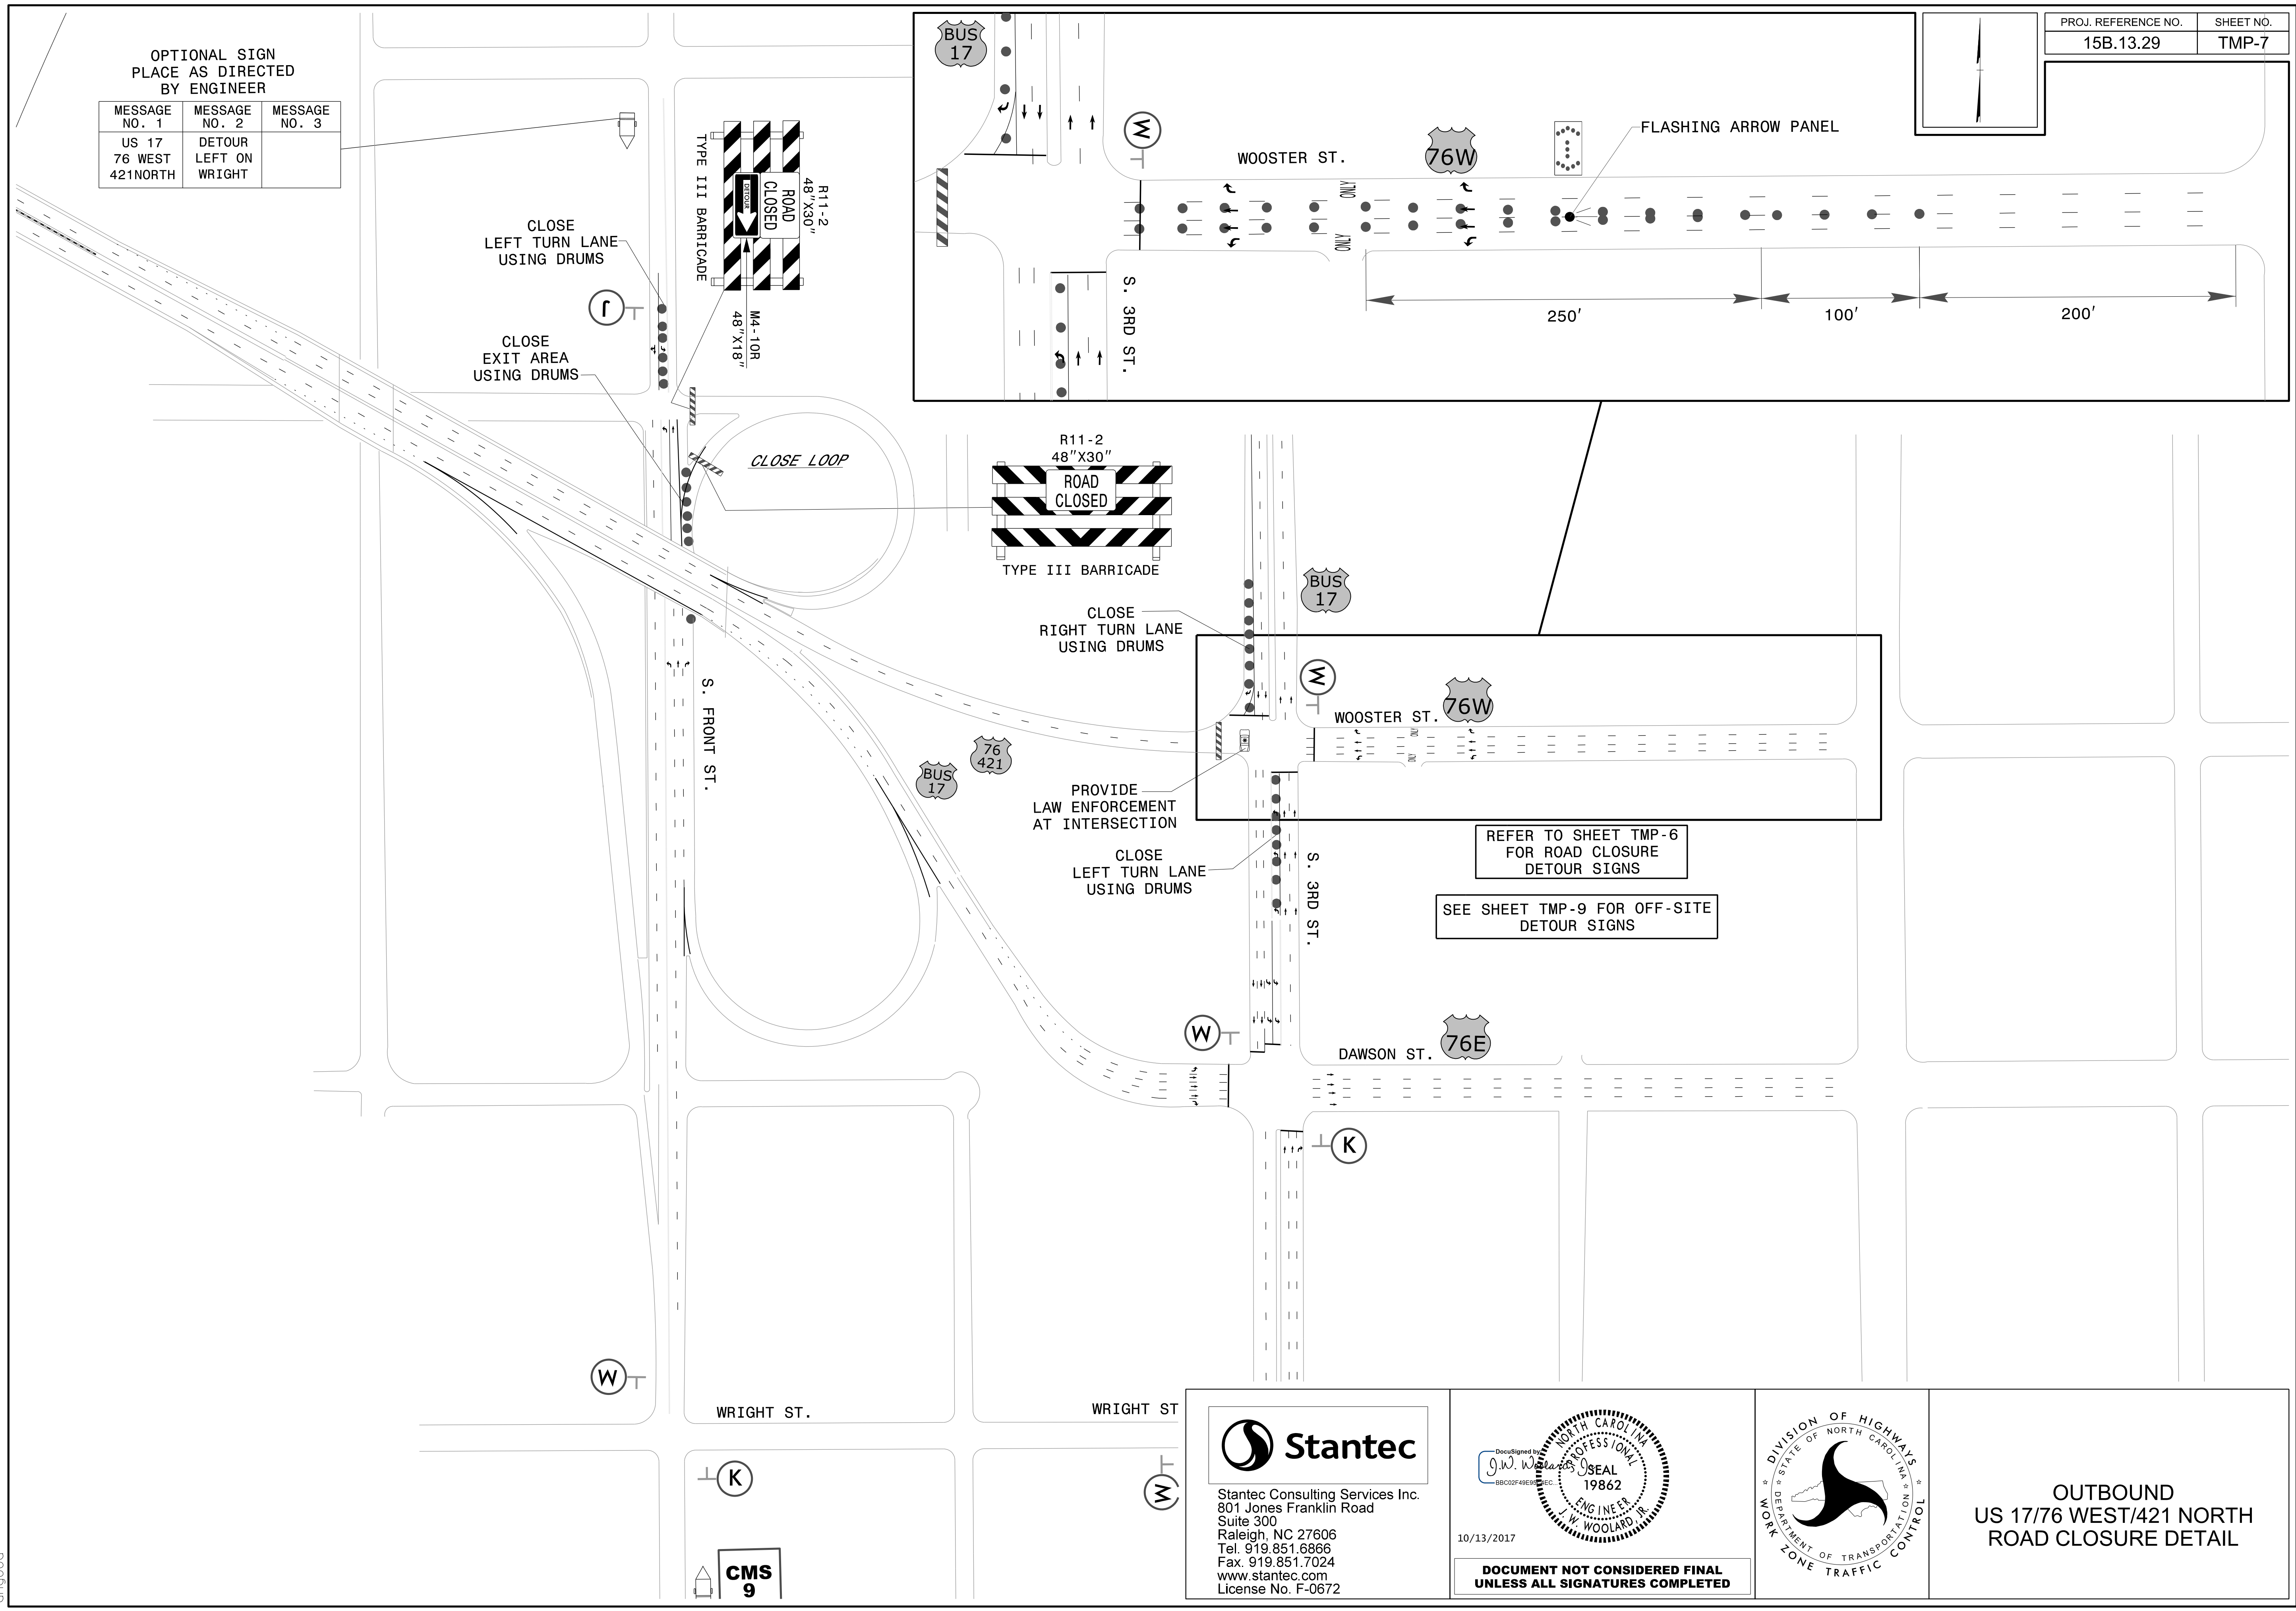 PROJ. REFERENCE NO.
SHEET NO.
15B.13.29
TMP-7
OPTIONAL SIGN
PLACE AS DIRECTED
BY ENGINEER
MESSAGE NO. 1
MESSAGE NO. 2
MESSAGE NO. 3
US 17
76 WEST
421NORTH
DETOUR
LEFT ON
WRIGHT
BUS
17
W
WOOSTER ST.
76W
FLASHING ARROW PANEL
ONLY
ONLY
S. 3RD ST.
250'
100'
200'
TYPE III BARRICADE
R11-2
48"X30"
ROAD
CLOSED
DETOUR
M4-10R
48"X18"
CLOSE
LEFT TURN LANE
USING DRUMS
J
CLOSE
EXIT AREA
USING DRUMS
CLOSE LOOP
R11-2
48"X30"
ROAD
CLOSED
TYPE III BARRICADE
BUS
17
CLOSE
RIGHT TURN LANE
USING DRUMS
W
WOOSTER ST.
76W
ONLY
ONLY
S. FRONT ST.
76
421
BUS
17
PROVIDE
LAW ENFORCEMENT
AT INTERSECTION
CLOSE
LEFT TURN LANE
USING DRUMS
S. 3RD ST.
REFER TO SHEET TMP-6
FOR ROAD CLOSURE
DETOUR SIGNS
SEE SHEET TMP-9 FOR OFF-SITE
DETOUR SIGNS
W
DAWSON ST.
76E
K
W
WRIGHT ST.
WRIGHT ST
K
W
CMS
9
Stantec
Stantec Consulting Services Inc.
801 Jones Franklin Road
Suite 300
Raleigh, NC 27606
Tel. 919.851.6866
Fax. 919.851.7024
www.stantec.com
License No. F-0672
DocuSigned by
J.W. Woolard, Jr.
NORTH CAROLINA
PROFESSIONAL
SEAL
19862
ENGINEER
J. W. WOOLARD, JR.
10/13/2017
DOCUMENT NOT CONSIDERED FINAL
UNLESS ALL SIGNATURES COMPLETED
DIVISION OF HIGHWAYS
STATE OF NORTH CAROLINA
DEPARTMENT OF TRANSPORTATION
WORK ZONE TRAFFIC CONTROL
OUTBOUND
US 17/76 WEST/421 NORTH
ROAD CLOSURE DETAIL